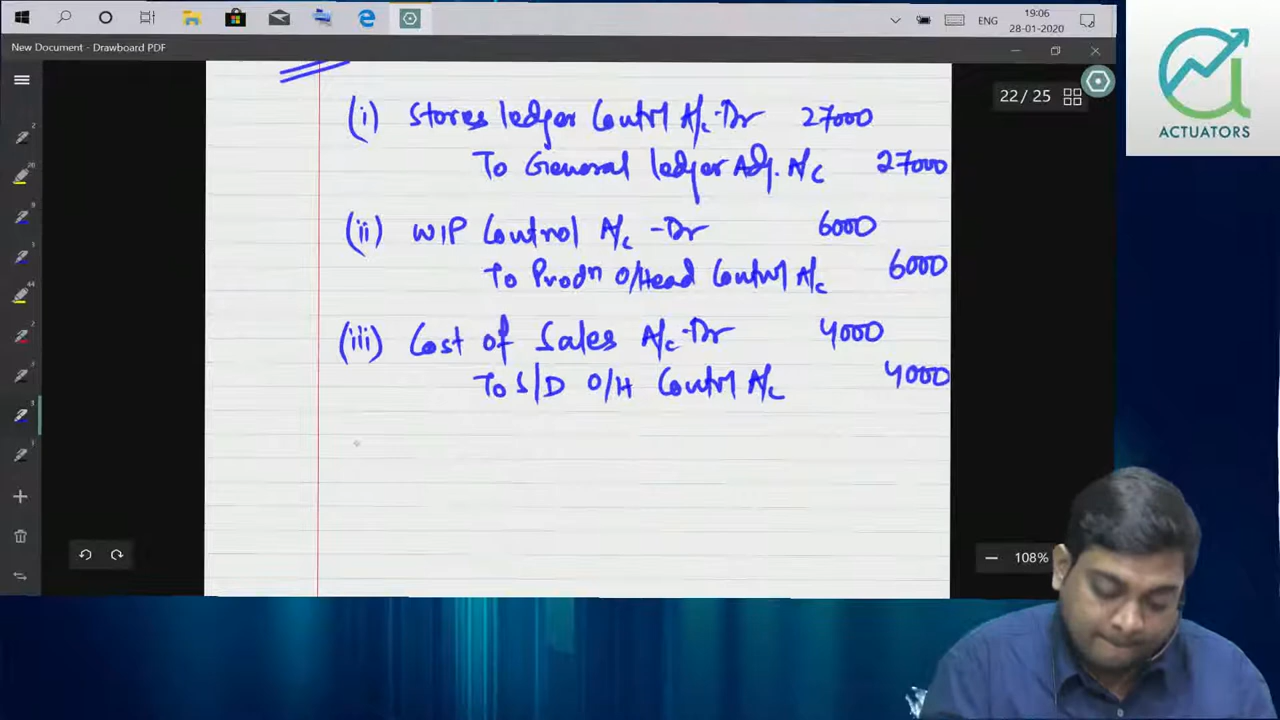 19:06
ENG
28-01-2020
New Document - Drawboard PDF
22 / 25
ACTUATORS
(i) Stores ledger Control A/c - Dr 27000
To General ledger Adj. A/c 27000
(ii) WIP Control A/c - Dr 6000
To Prodn O/Head Control A/c 6000
(iii) Cost of Sales A/c - Dr 4000
To S/D O/H Control A/c 4000
108%